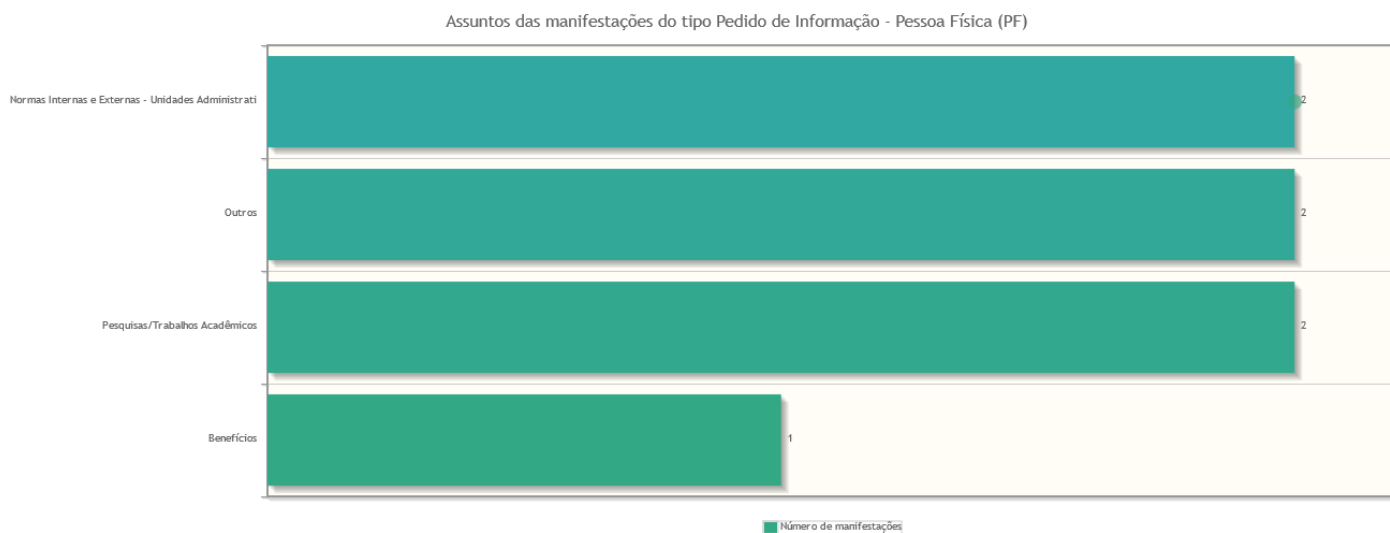 Assuntos das manifestações do tipo Pedido de Informação - Pessoa Física (PF)
Normas Internas e Externas - Unidades Administrati
2
Outros
2
Pesquisas/Trabalhos Acadêmicos
2
Benefícios
1
Número de manifestações